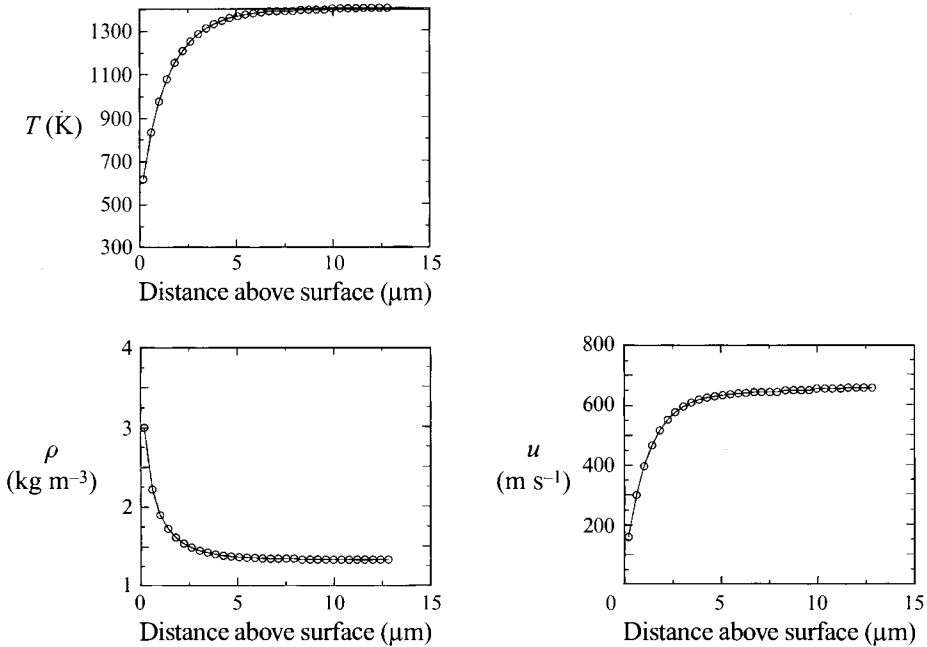 1300
1100
900
T (K̇)
700
500
300
0 5 10 15
Distance above surface (μm)
4
3
ρ
(kg m⁻³)
2
1
0 5 10 15
Distance above surface (μm)
800
600
u
(m s⁻¹)
400
200
0 5 10 15
Distance above surface (μm)